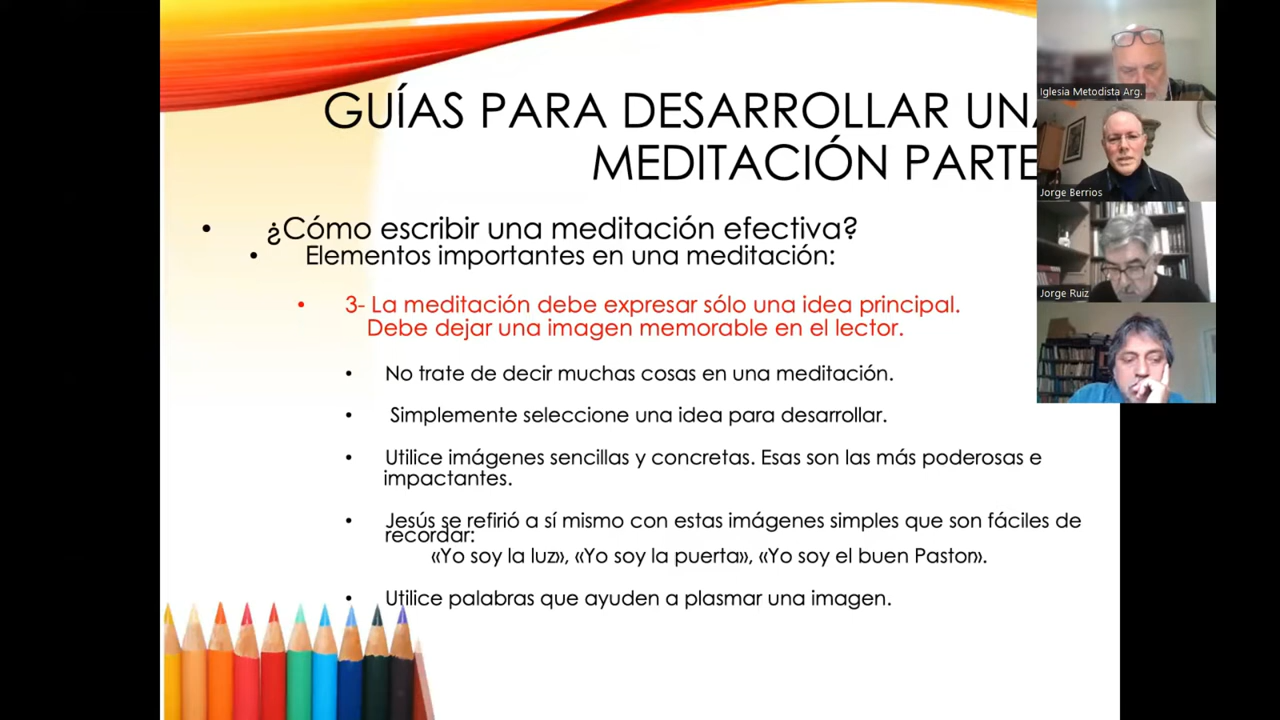 GUÍAS PARA DESARROLLAR UNA
MEDITACIÓN PARTE
• ¿Cómo escribir una meditación efectiva?
• Elementos importantes en una meditación:
• 3- La meditación debe expresar sólo una idea principal.
Debe dejar una imagen memorable en el lector.
• No trate de decir muchas cosas en una meditación.
• Simplemente seleccione una idea para desarrollar.
• Utilice imágenes sencillas y concretas. Esas son las más poderosas e
impactantes.
• Jesús se refirió a sí mismo con estas imágenes simples que son fáciles de
recordar:
«Yo soy la luz», «Yo soy la puerta», «Yo soy el buen Pastor».
• Utilice palabras que ayuden a plasmar una imagen.
Iglesia Metodista Arg.
Jorge Berrios
Jorge Ruiz